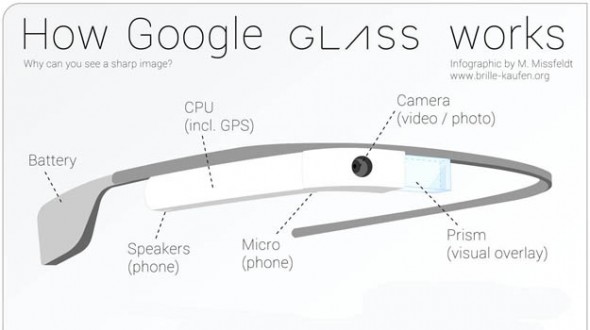 How Google GLASS works
Why can you see a sharp image?
Infographic by M. Missfeldt
www.brille-kaufen.org
Camera
(video / photo)
CPU
(incl. GPS)
Battery
Speakers
(phone)
Micro
(phone)
Prism
(visual overlay)